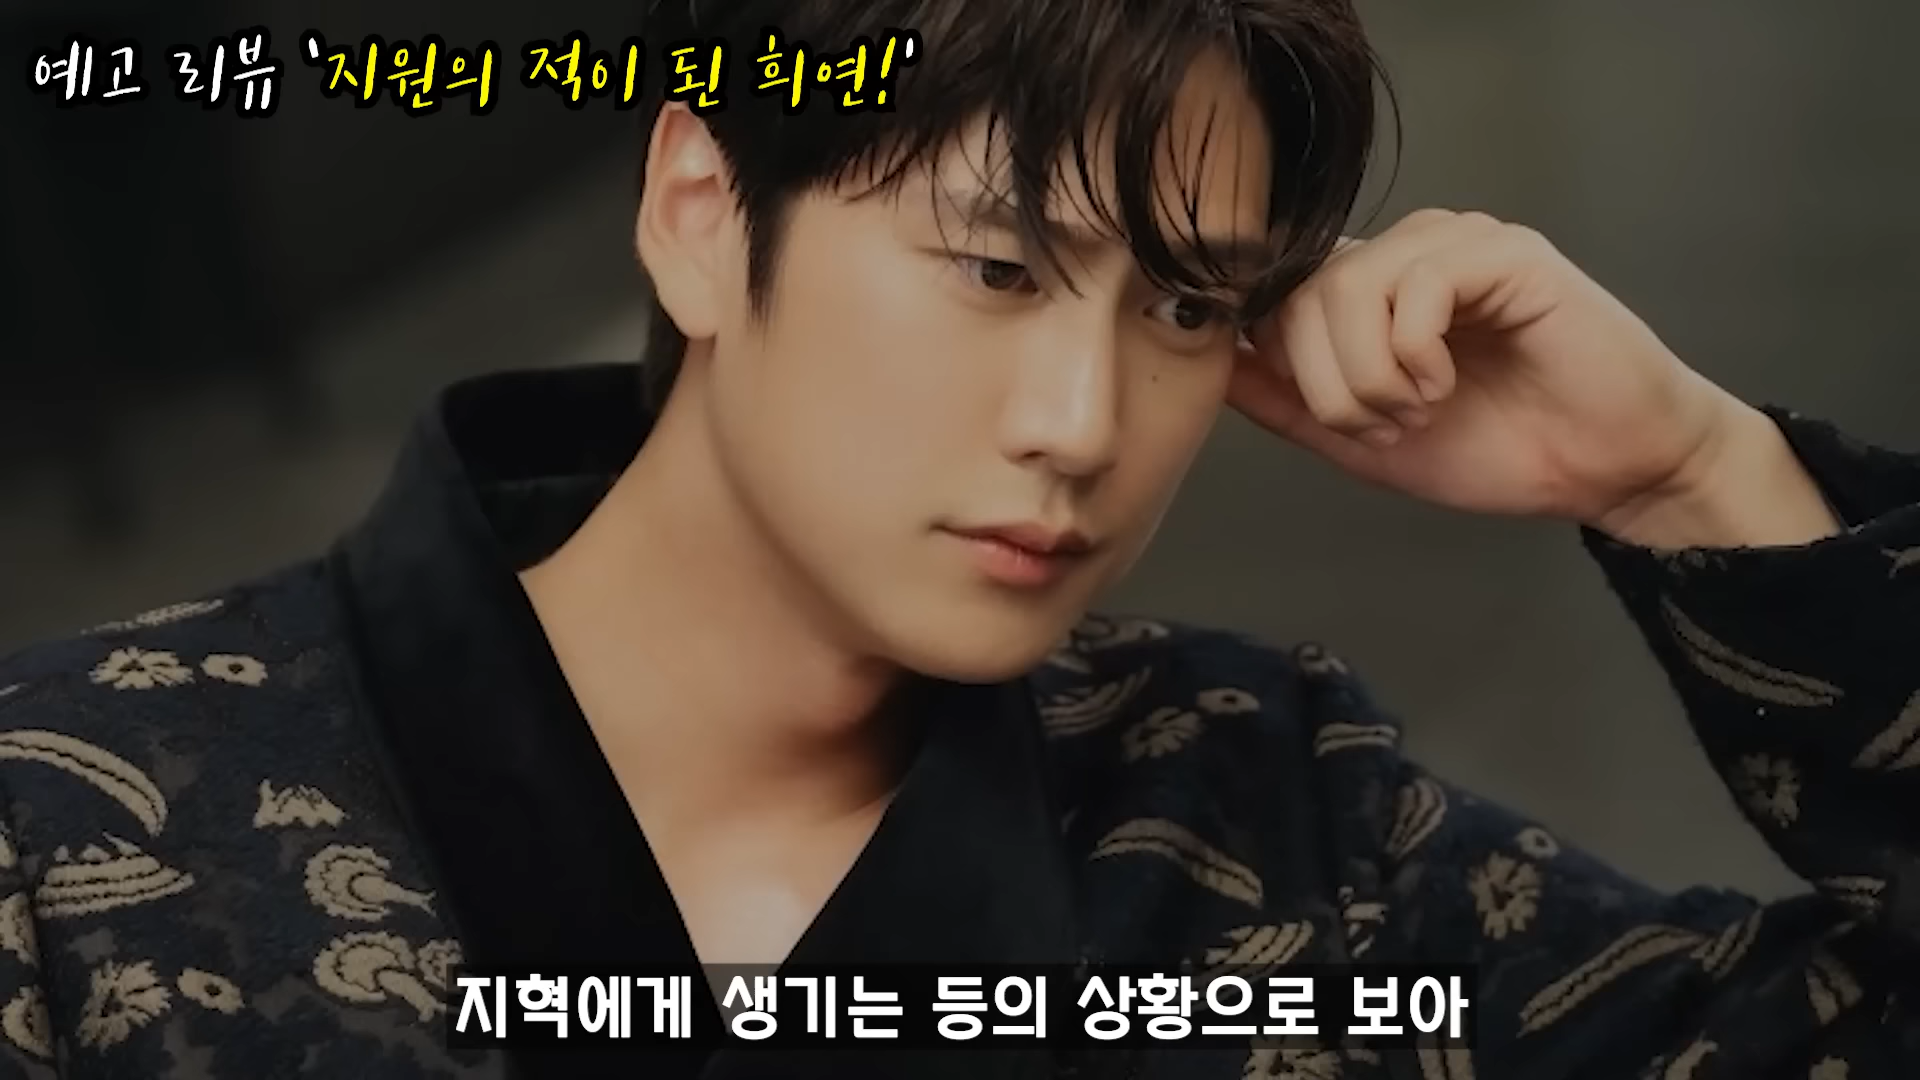 예고 리뷰 '지원의 적이 된 희연!'
지혁에게 생기는 등의 상황으로 보아